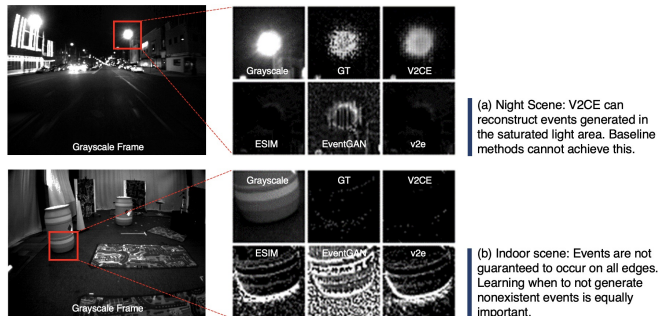 Grayscale Frame
Grayscale
GT
V2CE
ESIM
EventGAN
v2e
(a) Night Scene: V2CE can
reconstruct events generated in
the saturated light area. Baseline
methods cannot achieve this.
Grayscale Frame
Grayscale
GT
V2CE
ESIM
EventGAN
v2e
(b) Indoor scene: Events are not
guaranteed to occur on all edges.
Learning when to not generate
nonexistent events is equally
important.